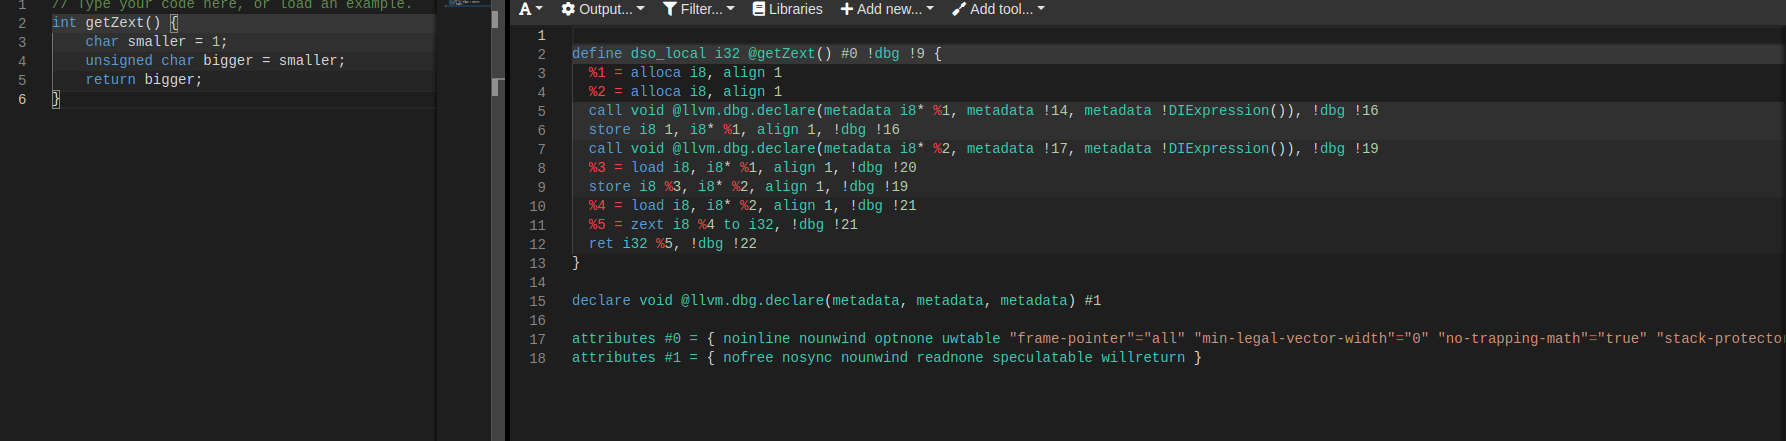 1 // Type your code here, or load an example.
2 int getZext() {
3 char smaller = 1;
4 unsigned char bigger = smaller;
5 return bigger;
6 }
A Output... Filter... Libraries Add new... Add tool...
1
2 define dso_local i32 @getZext() #0 !dbg !9 {
3 %1 = alloca i8, align 1
4 %2 = alloca i8, align 1
5 call void @llvm.dbg.declare(metadata i8* %1, metadata !14, metadata !DIExpression()), !dbg !16
6 store i8 1, i8* %1, align 1, !dbg !16
7 call void @llvm.dbg.declare(metadata i8* %2, metadata !17, metadata !DIExpression()), !dbg !19
8 %3 = load i8, i8* %1, align 1, !dbg !20
9 store i8 %3, i8* %2, align 1, !dbg !19
10 %4 = load i8, i8* %2, align 1, !dbg !21
11 %5 = zext i8 %4 to i32, !dbg !21
12 ret i32 %5, !dbg !22
13 }
14
15 declare void @llvm.dbg.declare(metadata, metadata, metadata) #1
16
17 attributes #0 = { noinline nounwind optnone uwtable "frame-pointer"="all" "min-legal-vector-width"="0" "no-trapping-math"="true" "stack-protector
18 attributes #1 = { nofree nosync nounwind readnone speculatable willreturn }